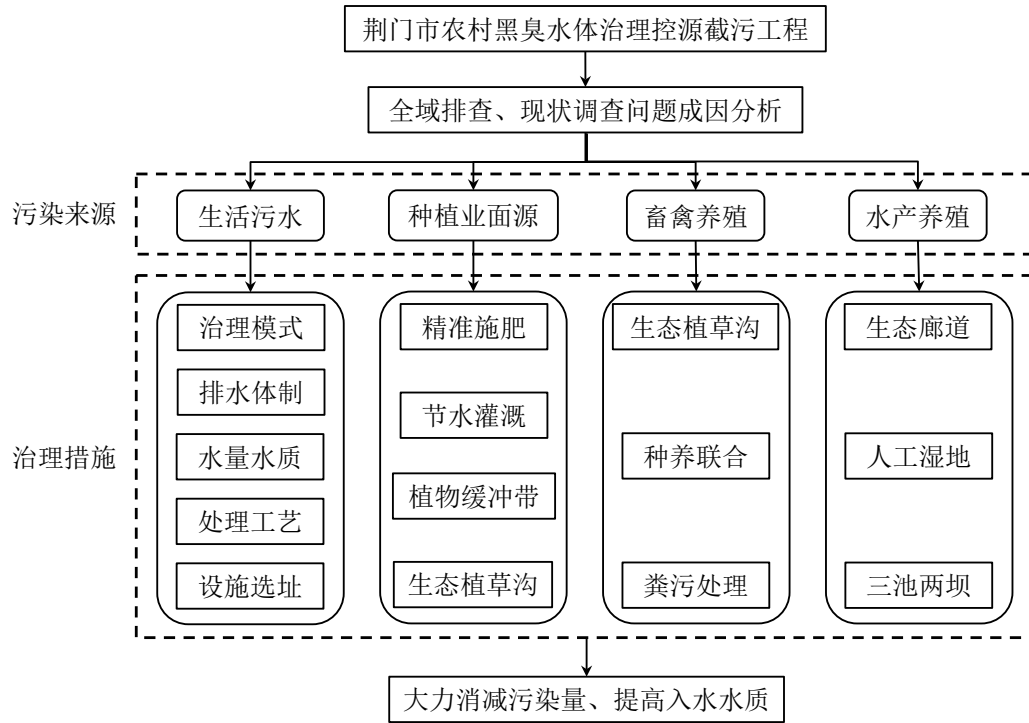 荆门市农村黑臭水体治理控源截污工程
全域排查、现状调查问题成因分析
污染来源
生活污水
种植业面源
畜禽养殖
水产养殖
治理措施
治理模式
排水体制
水量水质
处理工艺
设施选址
精准施肥
节水灌溉
植物缓冲带
生态植草沟
生态植草沟
种养联合
粪污处理
生态廊道
人工湿地
三池两坝
大力消减污染量、提高入水水质